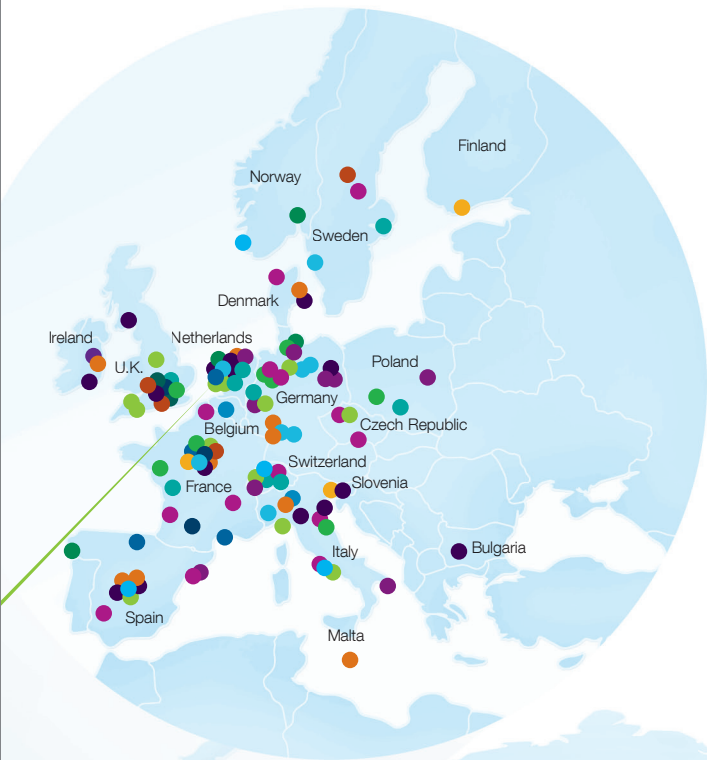 Finland
Norway
Sweden
Denmark
Ireland
Netherlands
U.K.
Poland
Germany
Belgium
Czech Republic
Switzerland
Slovenia
France
Italy
Bulgaria
Spain
Malta